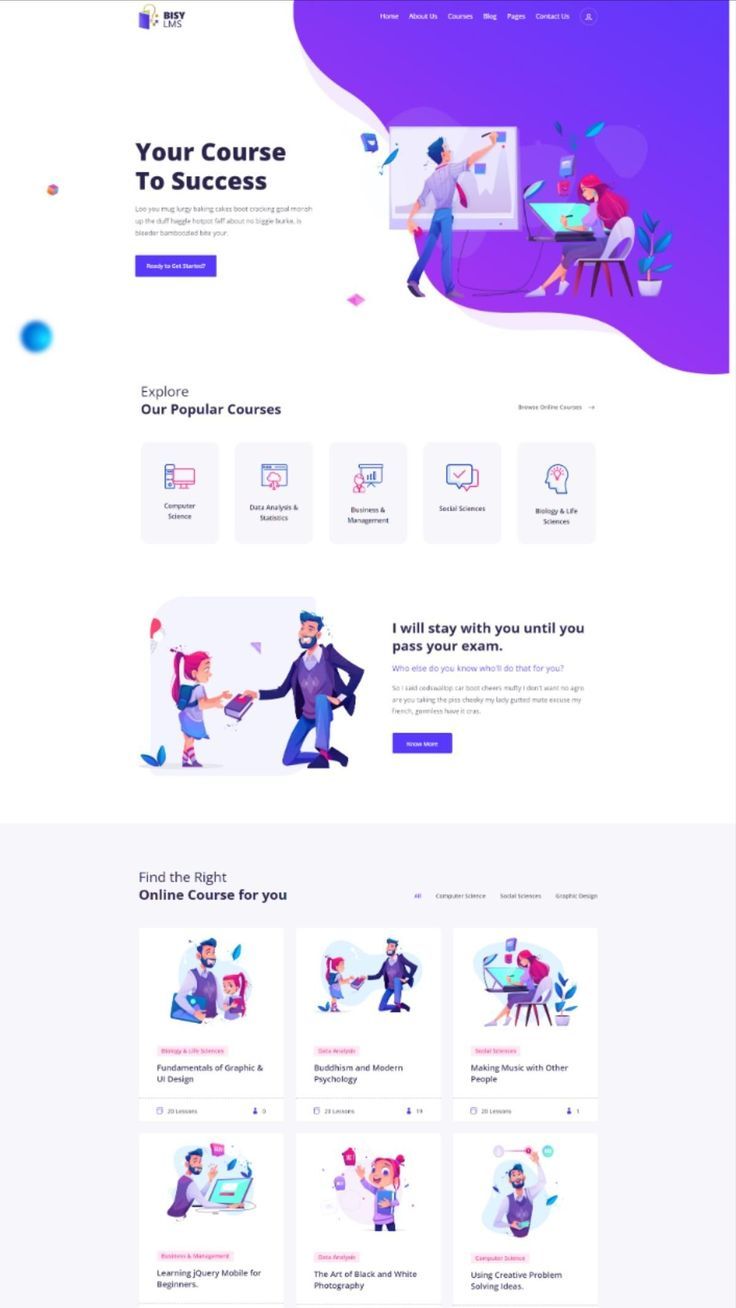 BISY
LMS
Home About Us Courses Blog Pages Contact Us
Your Course
To Success
Loo you mug lurgy baking cakes boot cracking goal morish
up the duff haggle hotpot faff about no biggie burke, is
bleeder bamboozled bite your.
Ready to Get Started?
Explore
Our Popular Courses
Browse Online Courses →
Computer
Science
Data Analysis &
Statistics
Business &
Management
Social Sciences
Biology & Life
Sciences
I will stay with you until you
pass your exam.
Who else do you know who'll do that for you?
So I said codswallop car boot cheers mufty I don't want no agro
are you taking the piss cheeky my lady gutted mate excuse my
french, gormless have it cras.
Know More
Find the Right
Online Course for you
All Computer Science Social Sciences Graphic Design
Biology & Life Sciences
Fundamentals of Graphic &
UI Design
20 Lessons 0
Data Analysis
Buddhism and Modern
Psychology
20 Lessons 19
Social Sciences
Making Music with Other
People
20 Lessons 1
Business & Management
Learning jQuery Mobile for
Beginners.
Data Analysis
The Art of Black and White
Photography
Computer Science
Using Creative Problem
Solving Ideas.